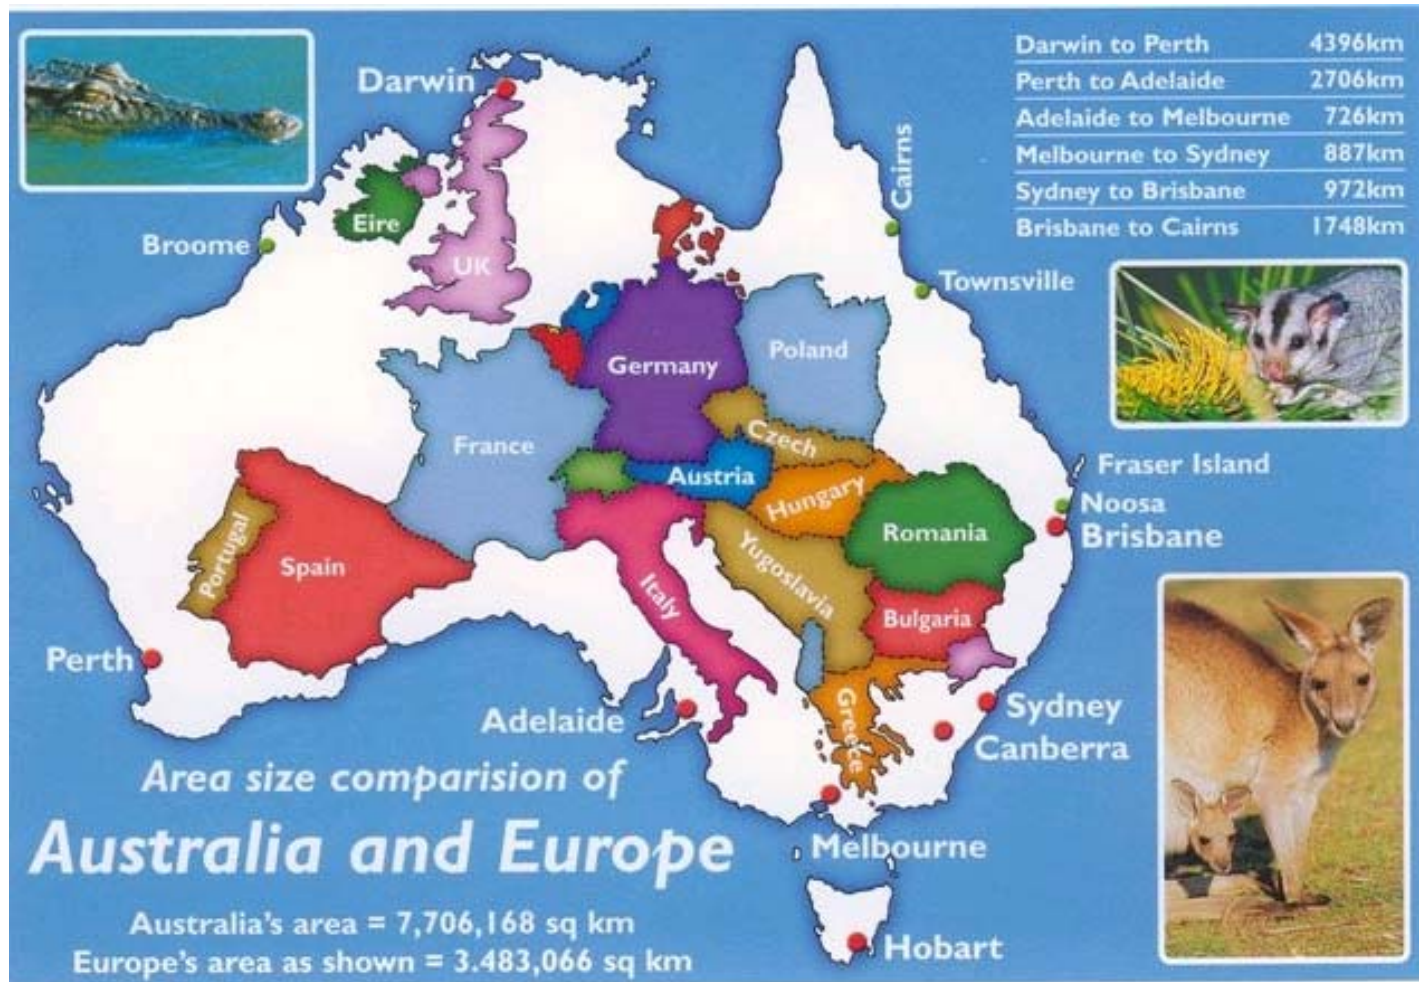 Darwin to Perth 4396km
Perth to Adelaide 2706km
Adelaide to Melbourne 726km
Melbourne to Sydney 887km
Sydney to Brisbane 972km
Brisbane to Cairns 1748km
Darwin
Cairns
Broome
Eire
UK
Townsville
Germany
Poland
France
Czech
Austria
Hungary
Fraser Island
Noosa
Brisbane
Portugal
Spain
Italy
Yugoslavia
Romania
Bulgaria
Greece
Perth
Adelaide
Sydney
Canberra
Melbourne
Hobart
Area size comparision of
Australia and Europe
Australia's area = 7,706,168 sq km
Europe's area as shown = 3.483,066 sq km